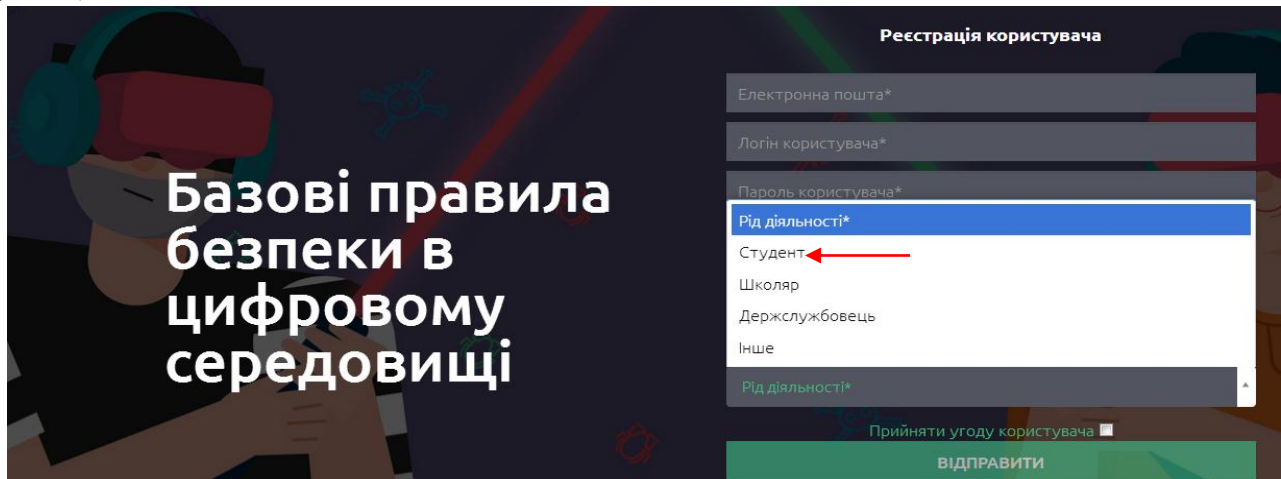 Базові правила
безпеки в
цифровому
середовищі
Реєстрація користувача
Електронна пошта*
Логін користувача*
Пароль користувача*
Рід діяльності*
Студент
Школяр
Держслужбовець
Інше
Рід діяльності*
Прийняти угоду користувача
ВІДПРАВИТИ